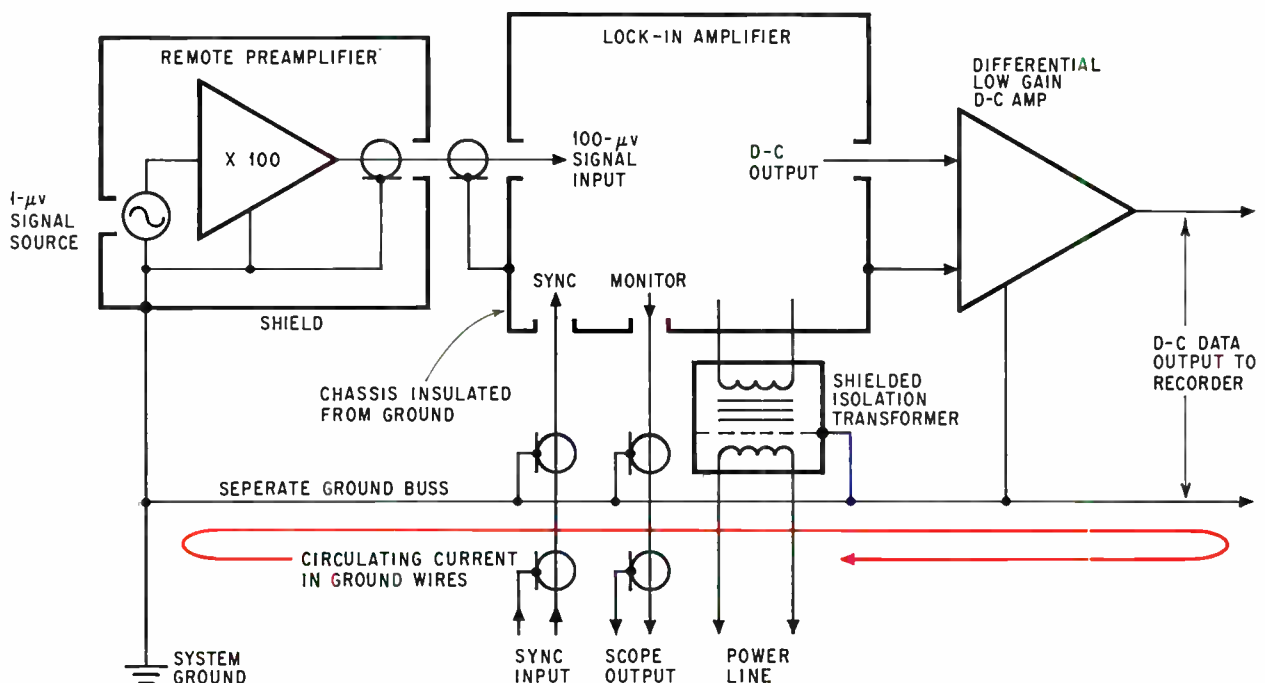 REMOTE PREAMPLIFIER
LOCK-IN AMPLIFIER
DIFFERENTIAL
LOW GAIN
D-C AMP
X 100
100-μv
SIGNAL
INPUT
D-C
OUTPUT
1-μv
SIGNAL
SOURCE
SYNC
MONITOR
SHIELD
CHASSIS INSULATED
FROM GROUND
SHIELDED
ISOLATION
TRANSFORMER
D-C DATA
OUTPUT TO
RECORDER
SEPERATE GROUND BUSS
CIRCULATING CURRENT
IN GROUND WIRES
SYSTEM
GROUND
SYNC
INPUT
SCOPE
OUTPUT
POWER
LINE